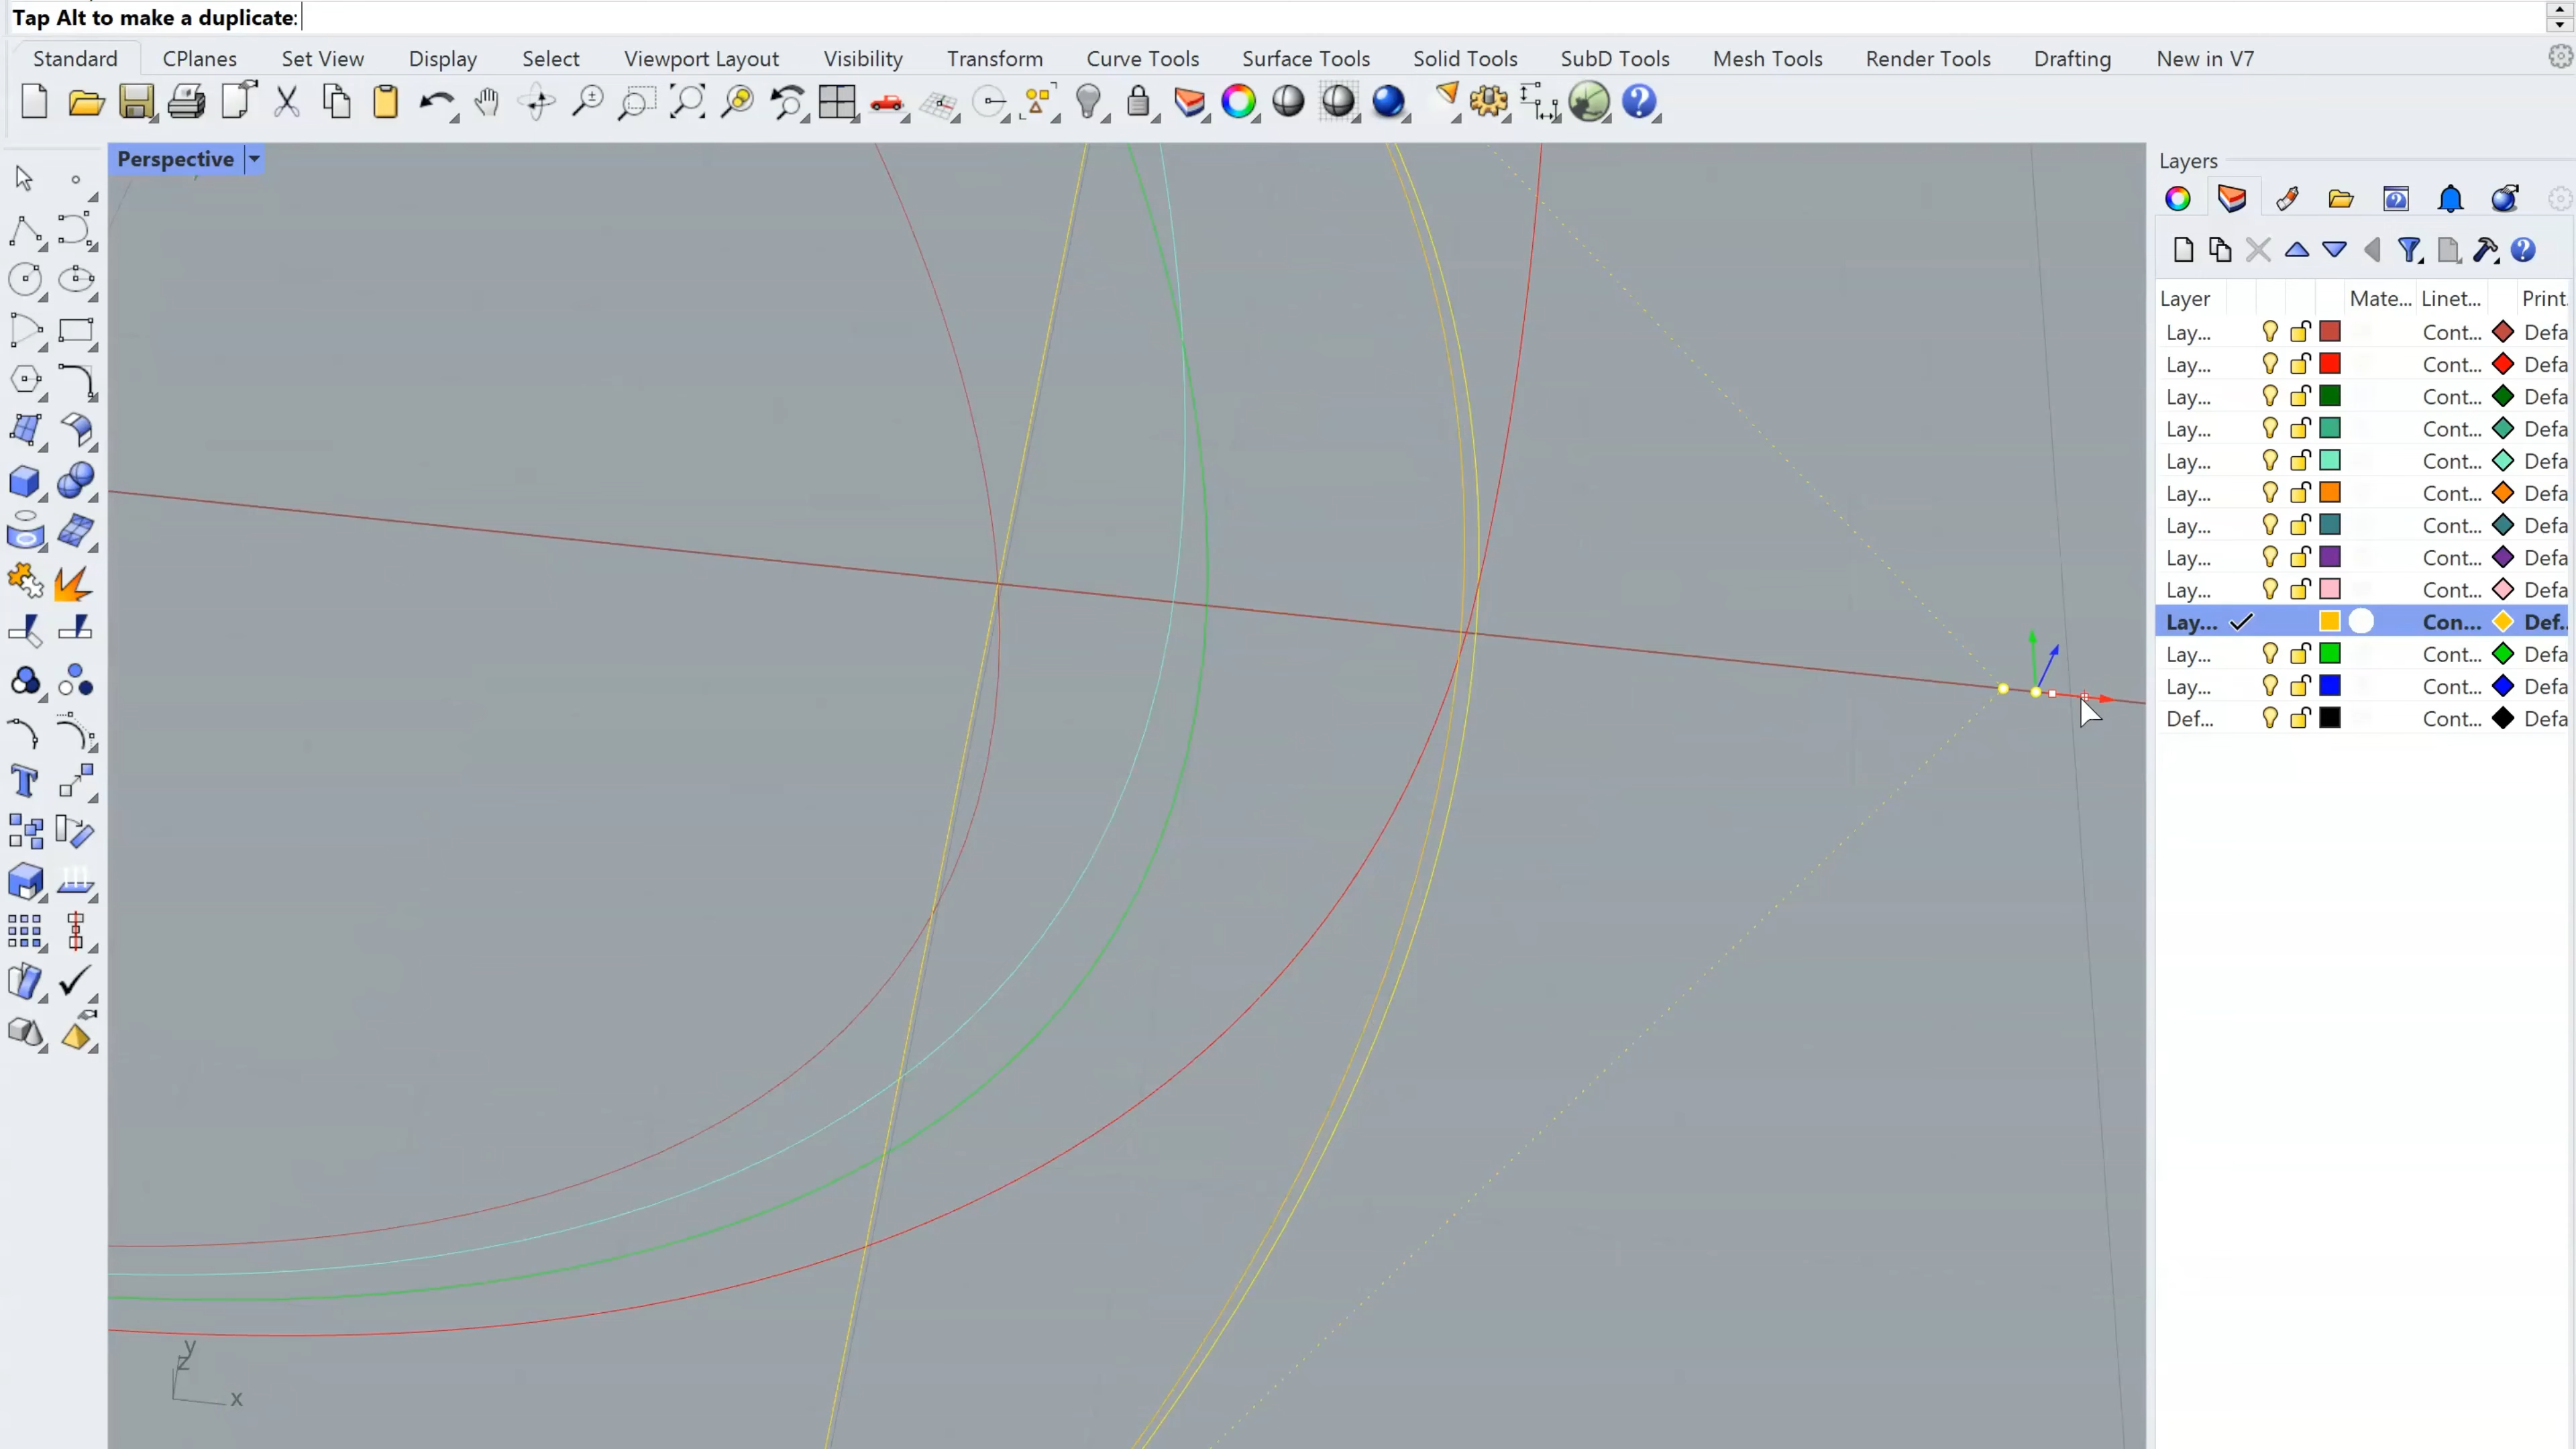 Tap Alt to make a duplicate:
Standard CPlanes Set View Display Select Viewport Layout Visibility Transform Curve Tools Surface Tools Solid Tools SubD Tools Mesh Tools Render Tools Drafting New in V7
Perspective
Layers
Layer Mate... Linet... Print
Lay... Cont... Defa
Lay... Cont... Defa
Lay... Cont... Defa
Lay... Cont... Defa
Lay... Cont... Defa
Lay... Cont... Defa
Lay... Cont... Defa
Lay... Cont... Defa
Lay... Cont... Defa
Lay... Con... Def..
Lay... Cont... Defa
Lay... Cont... Defa
Def... Cont... Defa
y
z
x